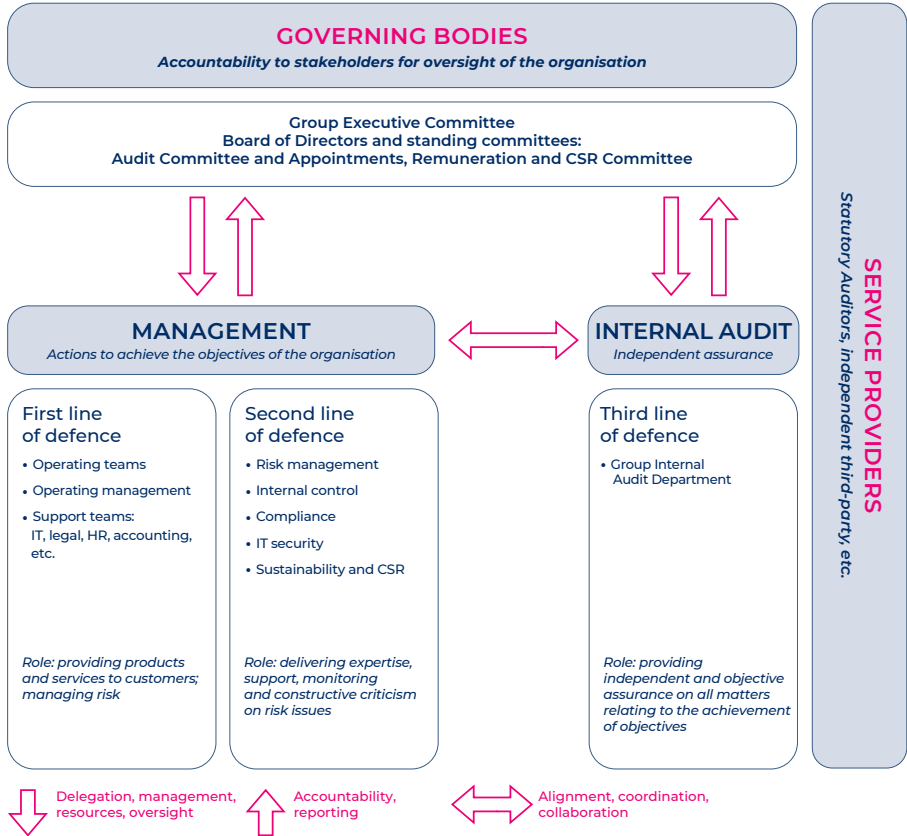 GOVERNING BODIES
Accountability to stakeholders for oversight of the organisation
Group Executive Committee
Board of Directors and standing committees:
Audit Committee and Appointments, Remuneration and CSR Committee
MANAGEMENT
Actions to achieve the objectives of the organisation
INTERNAL AUDIT
Independent assurance
First line
of defence
• Operating teams
• Operating management
• Support teams:
IT, legal, HR, accounting,
etc.
Role: providing products
and services to customers;
managing risk
Second line
of defence
• Risk management
• Internal control
• Compliance
• IT security
• Sustainability and CSR
Role: delivering expertise,
support, monitoring
and constructive criticism
on risk issues
Third line
of defence
• Group Internal
Audit Department
Role: providing
independent and objective
assurance on all matters
relating to the achievement
of objectives
SERVICE PROVIDERS
Statutory Auditors, independent third-party, etc.
Delegation, management,
resources, oversight
Accountability,
reporting
Alignment, coordination,
collaboration